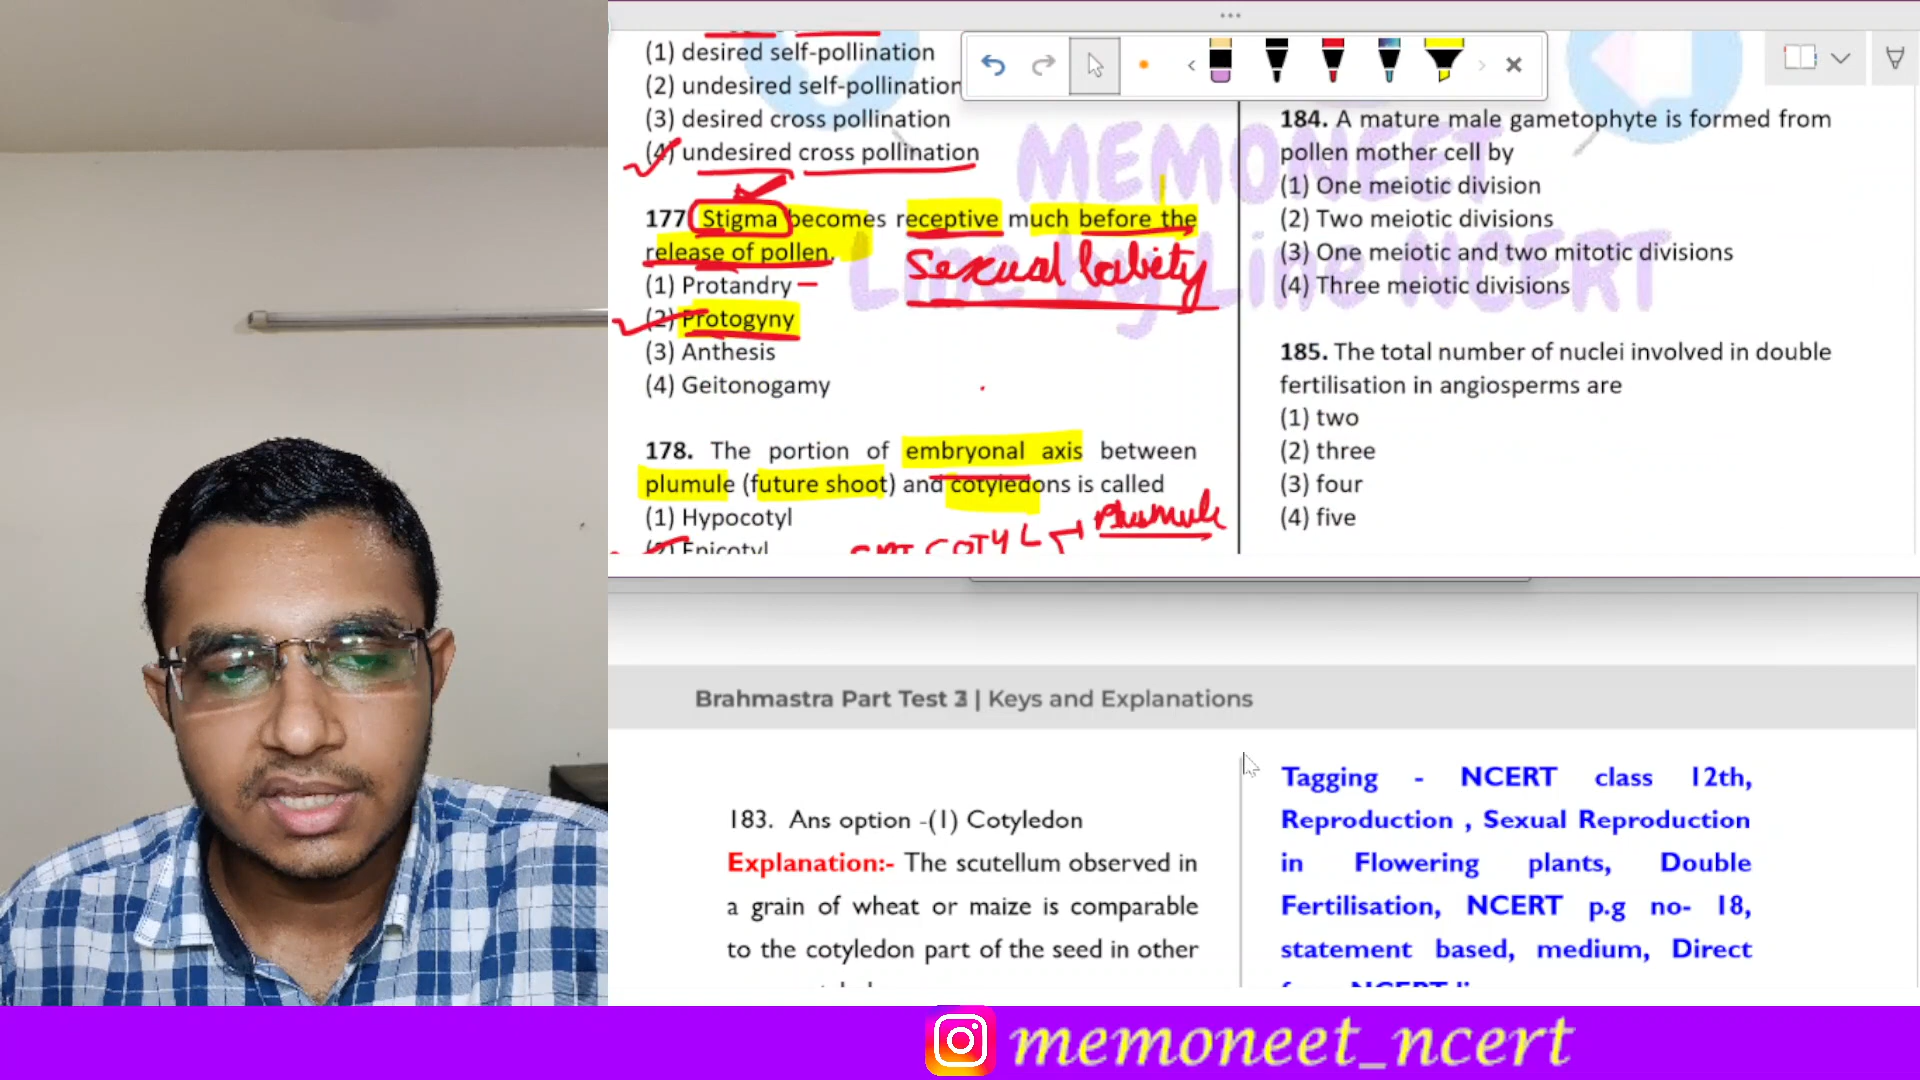 (1) desired self-pollination
(2) undesired self-pollination
(3) desired cross pollination
(4) undesired cross pollination
177 Stigma becomes receptive much before the
release of pollen.
Sexual
(1) Protandry
(2) Protogyny
(3) Anthesis
(4) Geitonogamy
178. The portion of embryonal axis between
plumule (future shoot) and cotyledons is called
(1) Hypocotyl
Plumule
(2) Epicotyl
EPICOTYL
184. A mature male gametophyte is formed from
pollen mother cell by
(1) One meiotic division
(2) Two meiotic divisions
(3) One meiotic and two mitotic divisions
(4) Three meiotic divisions
185. The total number of nuclei involved in double
fertilisation in angiosperms are
(1) two
(2) three
(3) four
(4) five
MEMONEET
Line by Line NCERT
Brahmastra Part Test 3 | Keys and Explanations
183. Ans option -(1) Cotyledon
Explanation:- The scutellum observed in
a grain of wheat or maize is comparable
to the cotyledon part of the seed in other
Tagging - NCERT class 12th,
Reproduction , Sexual Reproduction
in Flowering plants, Double
Fertilisation, NCERT p.g no- 18,
statement based, medium, Direct
memoneet_ncert